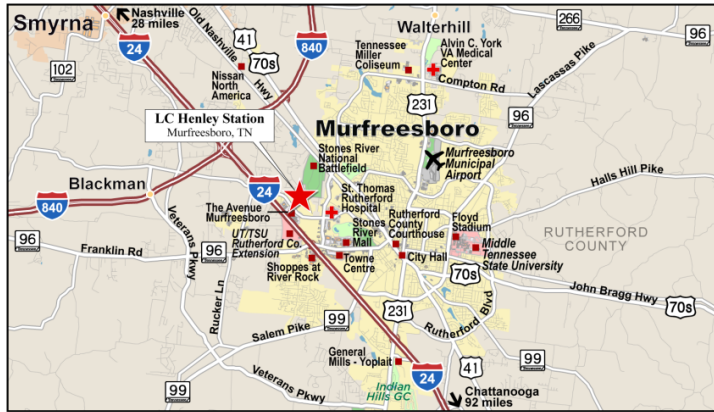 Nashville
28 miles
Smyrna
24
Old Nashville
Hwy
41
70s
840
102
Nissan
North
America
Walterhill
266
96
Tennessee
Miller
Coliseum
Alvin C. York
VA Medical
Center
Compton Rd
Lascassas Pike
231
96
LC Henley Station
Murfreesboro, TN
Murfreesboro
Stones River
National
Battlefield
Murfreesboro
Municipal
Airport
Blackman
24
840
Halls Hill Pike
The Avenue
Murfreesboro
St. Thomas
Rutherford
Hospital
Stones
River
Mall
Rutherford
County
Courthouse
Floyd
Stadium
RUTHERFORD
COUNTY
96
Franklin Rd
Veterans Pkwy
UT/TSU
Rutherford Co.
Extension
96
Shoppes at
River Rock
Towne
Centre
City Hall
Middle
Tennessee
State University
70s
John Bragg Hwy
70s
Rucker Ln
99
Salem Pike
231
Rutherford Blvd
General
Mills - Yoplait
99
Veterans Pkwy
Indian
Hills GC
24
41
99
Chattanooga
92 miles